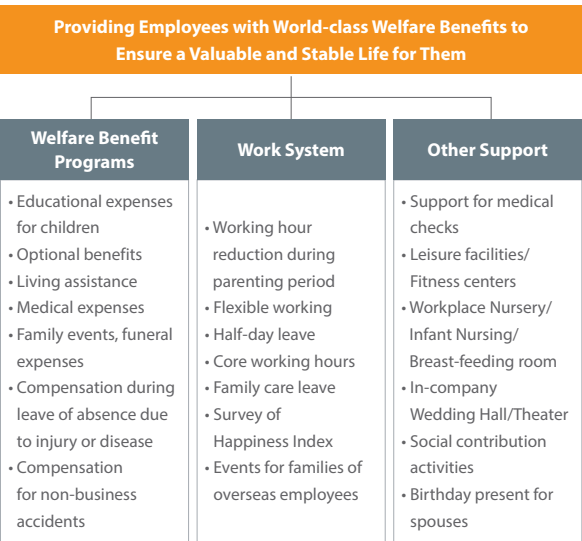 Providing Employees with World-class Welfare Benefits to
Ensure a Valuable and Stable Life for Them
Welfare Benefit
Programs
• Educational expenses
for children
• Optional benefits
• Living assistance
• Medical expenses
• Family events, funeral
expenses
• Compensation during
leave of absence due
to injury or disease
• Compensation
for non-business
accidents
Work System
• Working hour
reduction during
parenting period
• Flexible working
• Half-day leave
• Core working hours
• Family care leave
• Survey of
Happiness Index
• Events for families of
overseas employees
Other Support
• Support for medical
checks
• Leisure facilities/
Fitness centers
• Workplace Nursery/
Infant Nursing/
Breast-feeding room
• In-company
Wedding Hall/Theater
• Social contribution
activities
• Birthday present for
spouses